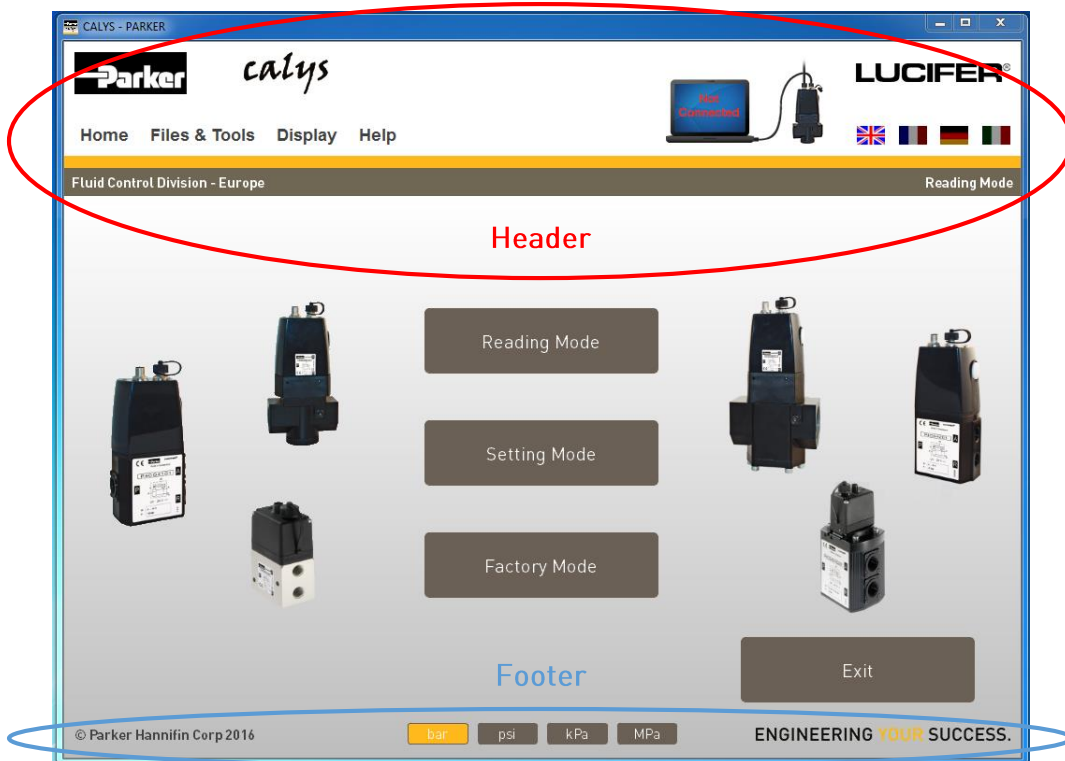 CALYS - PARKER
Parker calys LUCIFER®
Not
Connected
Home Files & Tools Display Help
Fluid Control Division - Europe Reading Mode
Header
Reading Mode
Setting Mode
Factory Mode
Footer
Exit
© Parker Hannifin Corp 2016 bar psi kPa MPa ENGINEERING YOUR SUCCESS.